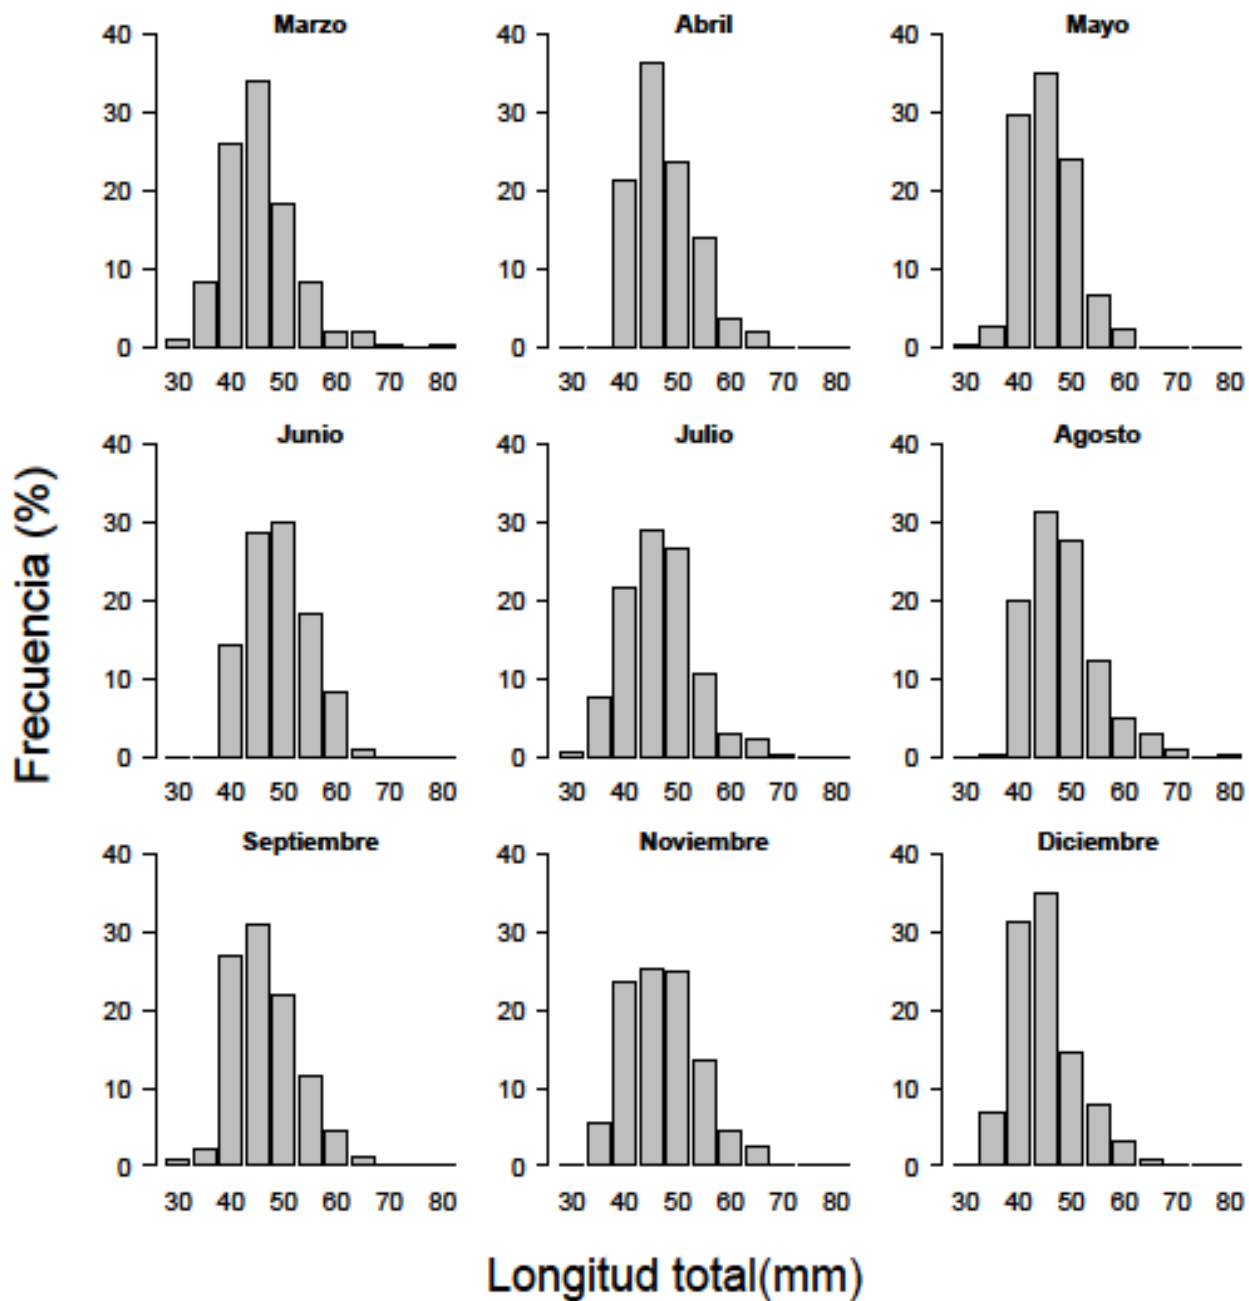 Marzo Abril Mayo
40 40 40
30 30 30
20 20 20
10 10 10
0 0 0
30 40 50 60 70 80 30 40 50 60 70 80 30 40 50 60 70 80
Junio Julio Agosto
40 40 40
30 30 30
20 20 20
10 10 10
0 0 0
30 40 50 60 70 80 30 40 50 60 70 80 30 40 50 60 70 80
Frecuencia (%)
Septiembre Noviembre Diciembre
40 40 40
30 30 30
20 20 20
10 10 10
0 0 0
30 40 50 60 70 80 30 40 50 60 70 80 30 40 50 60 70 80
Longitud total(mm)